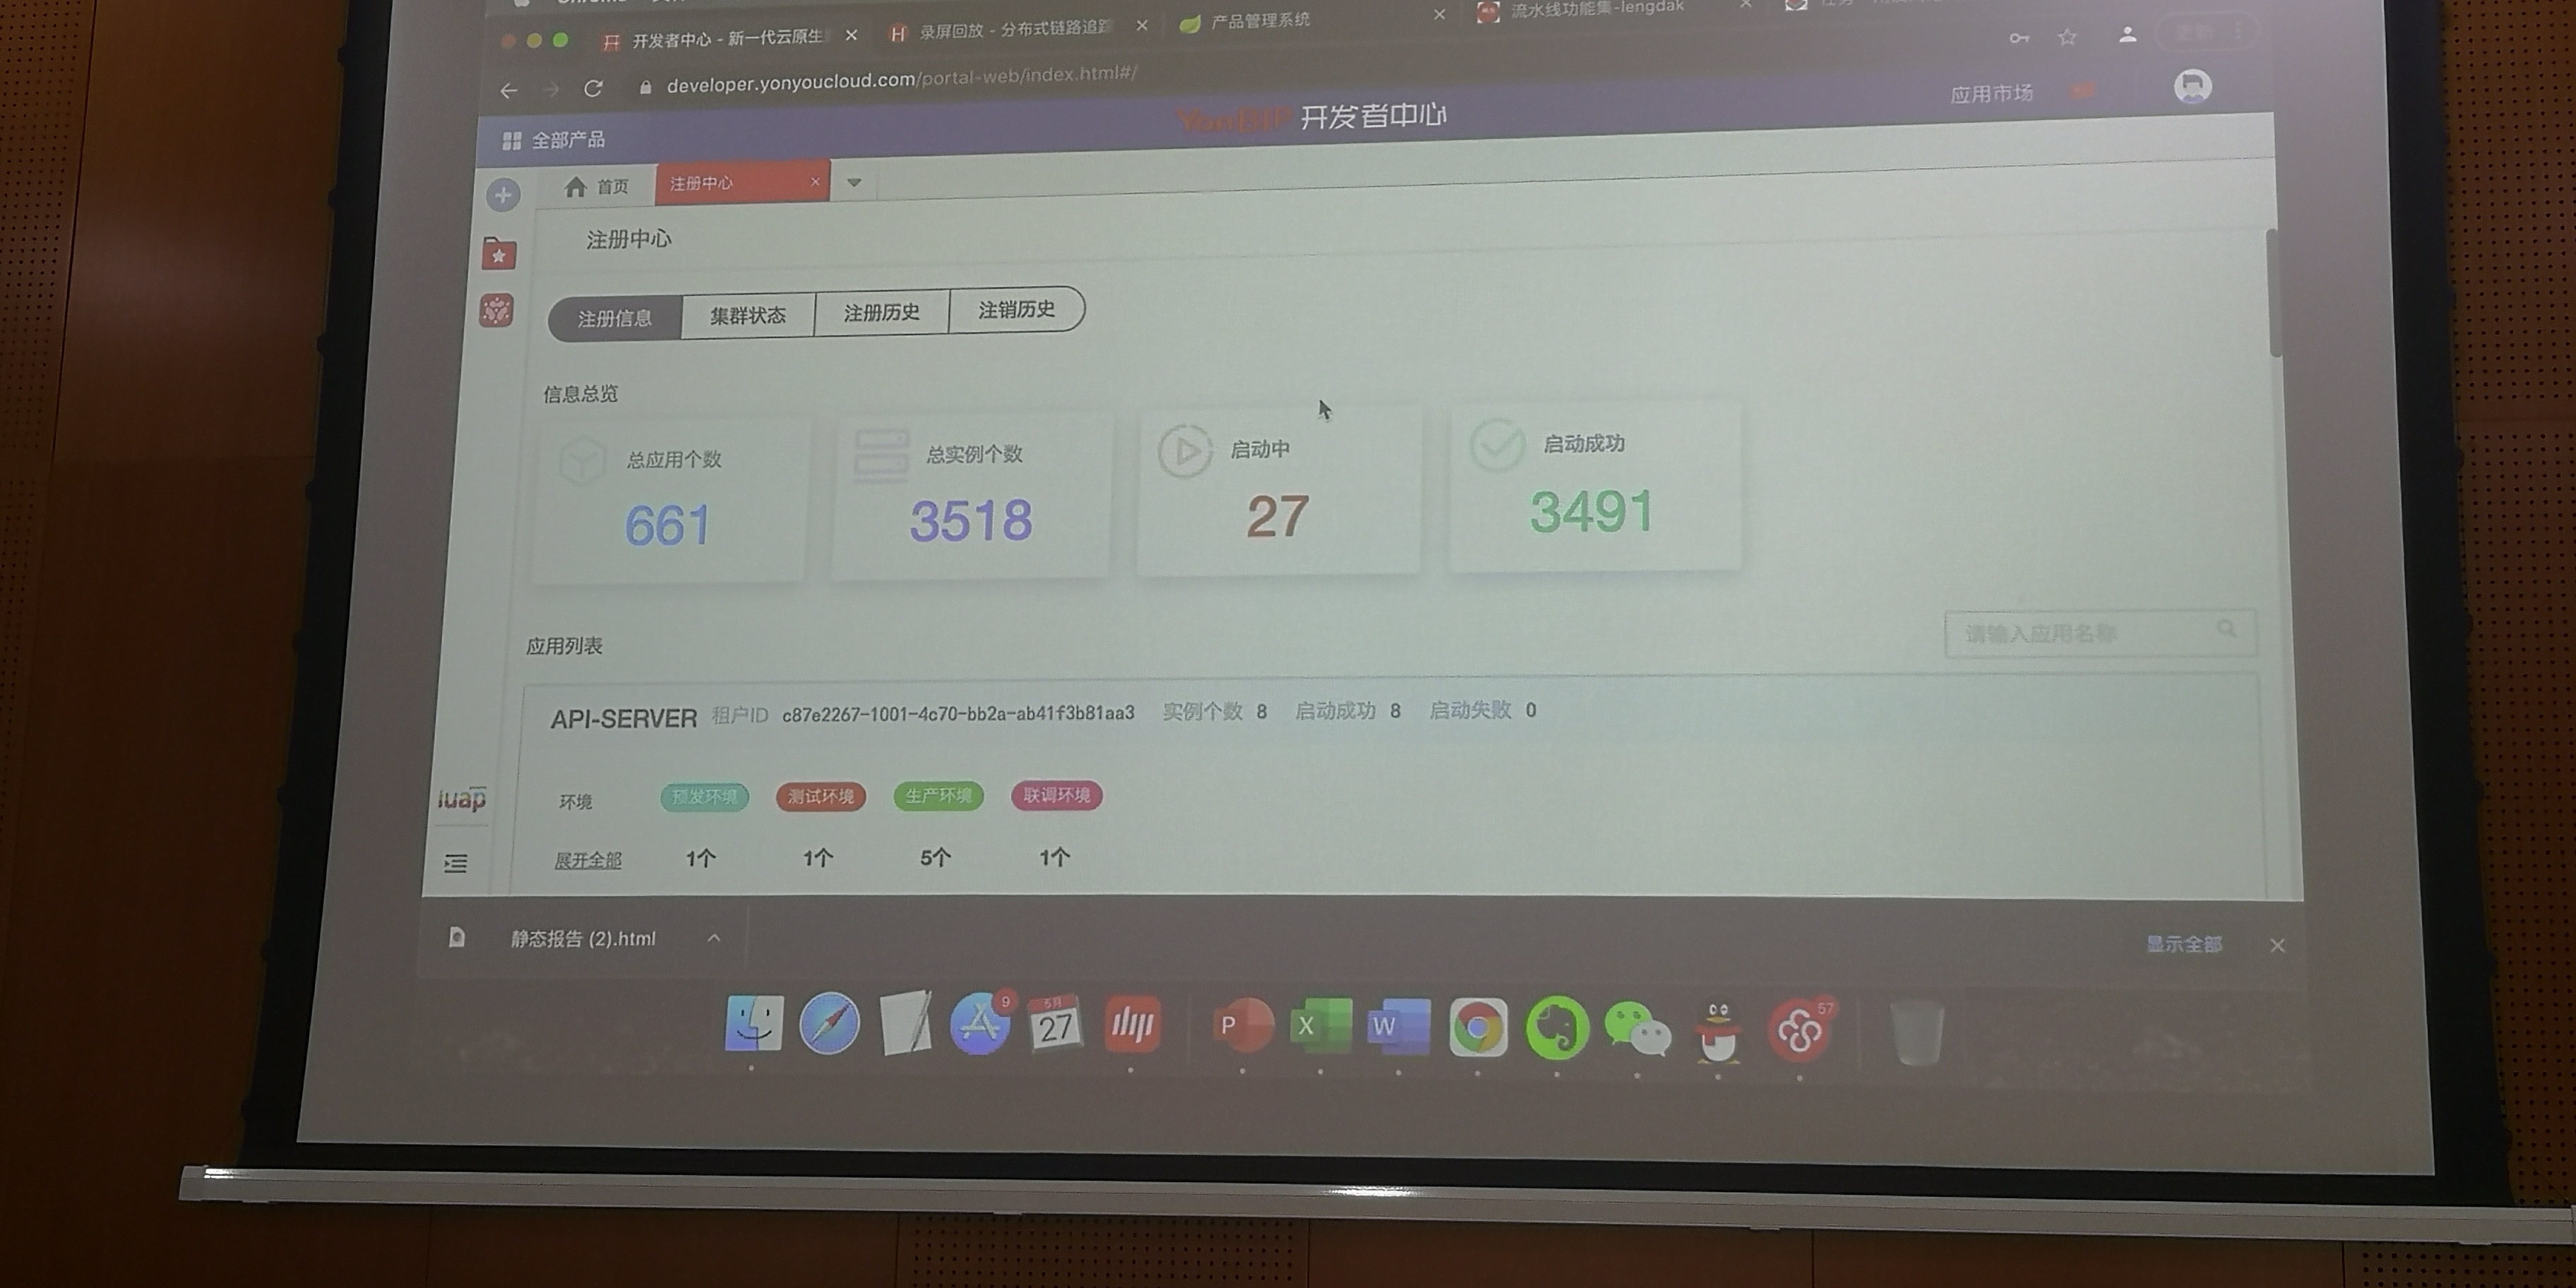 开发者中心 - 新一代云原生
录屏回放 - 分布式链路追踪
产品管理系统
流水线功能集-lengdak
developer.yonyoucloud.com/portal-web/index.html#/
全部产品
YonBIP 开发者中心
应用市场
首页
注册中心
注册中心
注册信息
集群状态
注册历史
注销历史
信息总览
总应用个数
661
总实例个数
3518
启动中
27
启动成功
3491
应用列表
请输入应用名称
API-SERVER 租户ID c87e2267-1001-4c70-bb2a-ab41f3b81aa3 实例个数 8 启动成功 8 启动失败 0
环境 预发环境 测试环境 生产环境 联调环境
展开全部 1个 1个 5个 1个
iuap
静态报告 (2).html
显示全部
9
5月
27
P
X
W
57